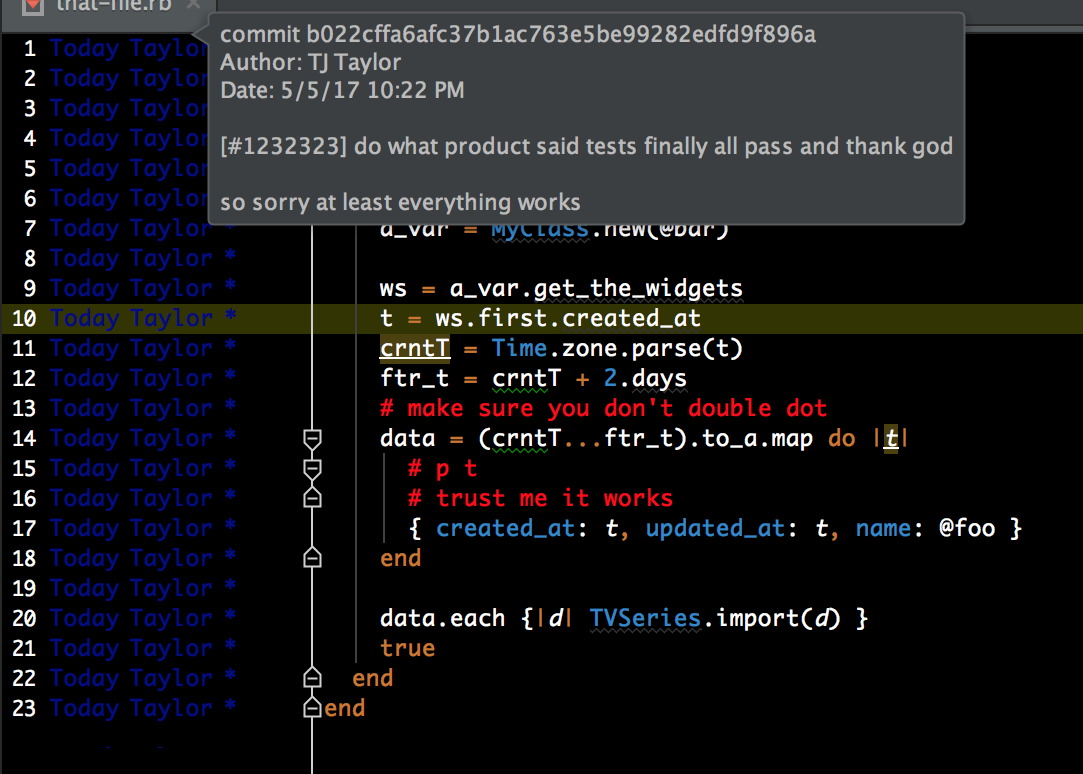 that-file.rb ×
commit b022cffa6afc37b1ac763e5be99282edfd9f896a
Author: TJ Taylor
Date: 5/5/17 10:22 PM
[#1232323] do what product said tests finally all pass and thank god
so sorry at least everything works
1 Today Taylor
2 Today Taylor
3 Today Taylor
4 Today Taylor
5 Today Taylor
6 Today Taylor
7 Today Taylor * a_var = MyClass.new(@bar)
8 Today Taylor *
9 Today Taylor * ws = a_var.get_the_widgets
10 Today Taylor * t = ws.first.created_at
11 Today Taylor * crntT = Time.zone.parse(t)
12 Today Taylor * ftr_t = crntT + 2.days
13 Today Taylor * # make sure you don't double dot
14 Today Taylor * data = (crntT...ftr_t).to_a.map do |t|
15 Today Taylor * # p t
16 Today Taylor * # trust me it works
17 Today Taylor * { created_at: t, updated_at: t, name: @foo }
18 Today Taylor * end
19 Today Taylor *
20 Today Taylor * data.each {|d| TVSeries.import(d) }
21 Today Taylor * true
22 Today Taylor * end
23 Today Taylor * end